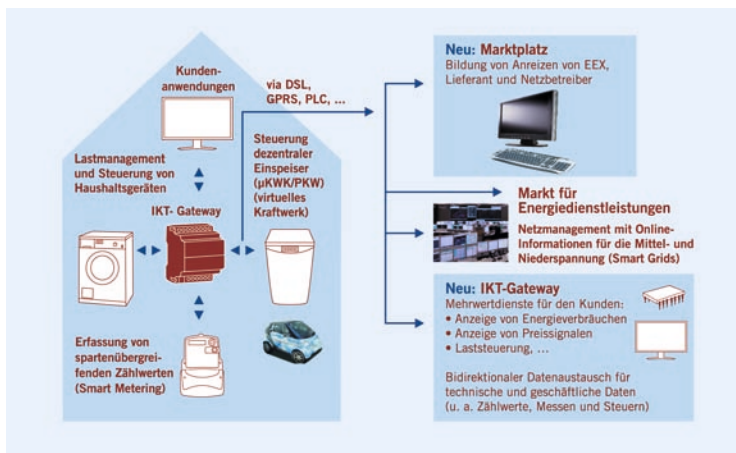 Kunden-
anwendungen
via DSL,
GPRS, PLC, ...
Lastmanagement
und Steuerung von
Haushaltsgeräten
Steuerung
dezentraler
Einspeiser
(µKWK/PKW)
(virtuelles
Kraftwerk)
IKT- Gateway
Erfassung von
spartenübergrei-
fenden Zählwerten
(Smart Metering)
Neu: Marktplatz
Bildung von Anreizen von EEX,
Lieferant und Netzbetreiber
Markt für
Energiedienstleistungen
Netzmanagement mit Online-
Informationen für die Mittel- und
Niederspannung (Smart Grids)
Neu: IKT-Gateway
Mehrwertdienste für den Kunden:
• Anzeige von Energieverbräuchen
• Anzeige von Preissignalen
• Laststeuerung, ...
Bidirektionaler Datenaustausch für
technische und geschäftliche Daten
(u. a. Zählwerte, Messen und Steuern)